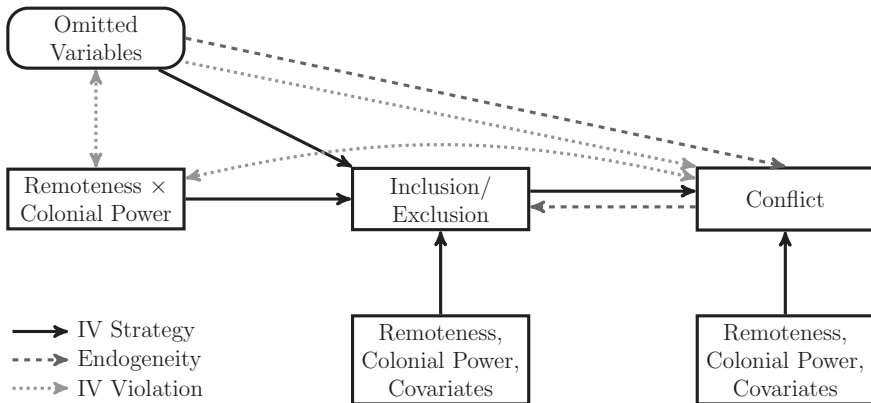 Omitted
Variables
Remoteness ×
Colonial Power
Inclusion/
Exclusion
Conflict
IV Strategy
Endogeneity
IV Violation
Remoteness,
Colonial Power,
Covariates
Remoteness,
Colonial Power,
Covariates